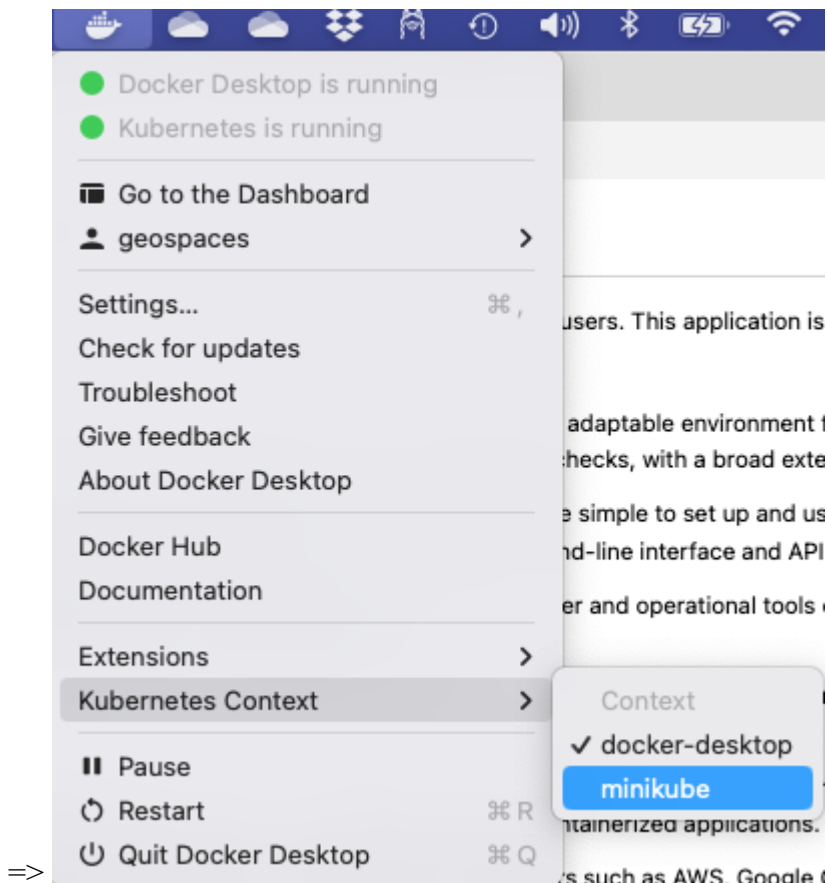 Docker Desktop is running
Kubernetes is running
Go to the Dashboard
geospaces
Settings... ⌘ ,
users. This application is
Check for updates
Troubleshoot
adaptable environment
Give feedback
checks, with a broad exte
About Docker Desktop
simple to set up and us
Docker Hub
nd-line interface and API
Documentation
er and operational tools
Extensions
Kubernetes Context
Context
✓ docker-desktop
minikube
Pause
Restart ⌘ R
ntainerized applications.
=> Quit Docker Desktop ⌘ Q
s such as AWS, Google